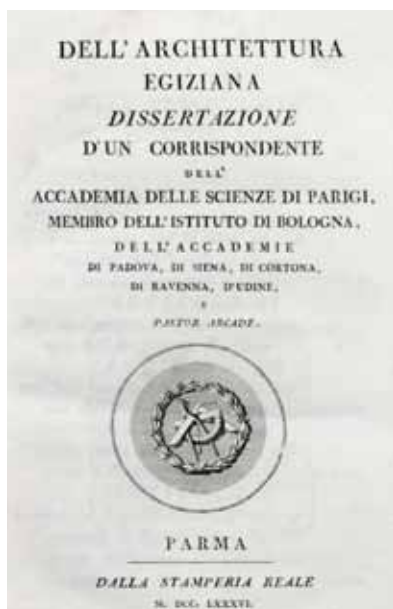 DELL' ARCHITETTURA
EGIZIANA
DISSERTAZIONE
D'UN CORRISPONDENTE
DELL'
ACCADEMIA DELLE SCIENZE DI PARIGI,
MEMBRO DELL'ISTITUTO DI BOLOGNA,
DELL'ACCADEMIE
DI PADOVA, DI SIENA, DI CORTONA,
DI RAVENNA, D'UDINE,
E
PASTOR ARCADE.
PARMA
DALLA STAMPERIA REALE
M. DCC. LXXXVI.